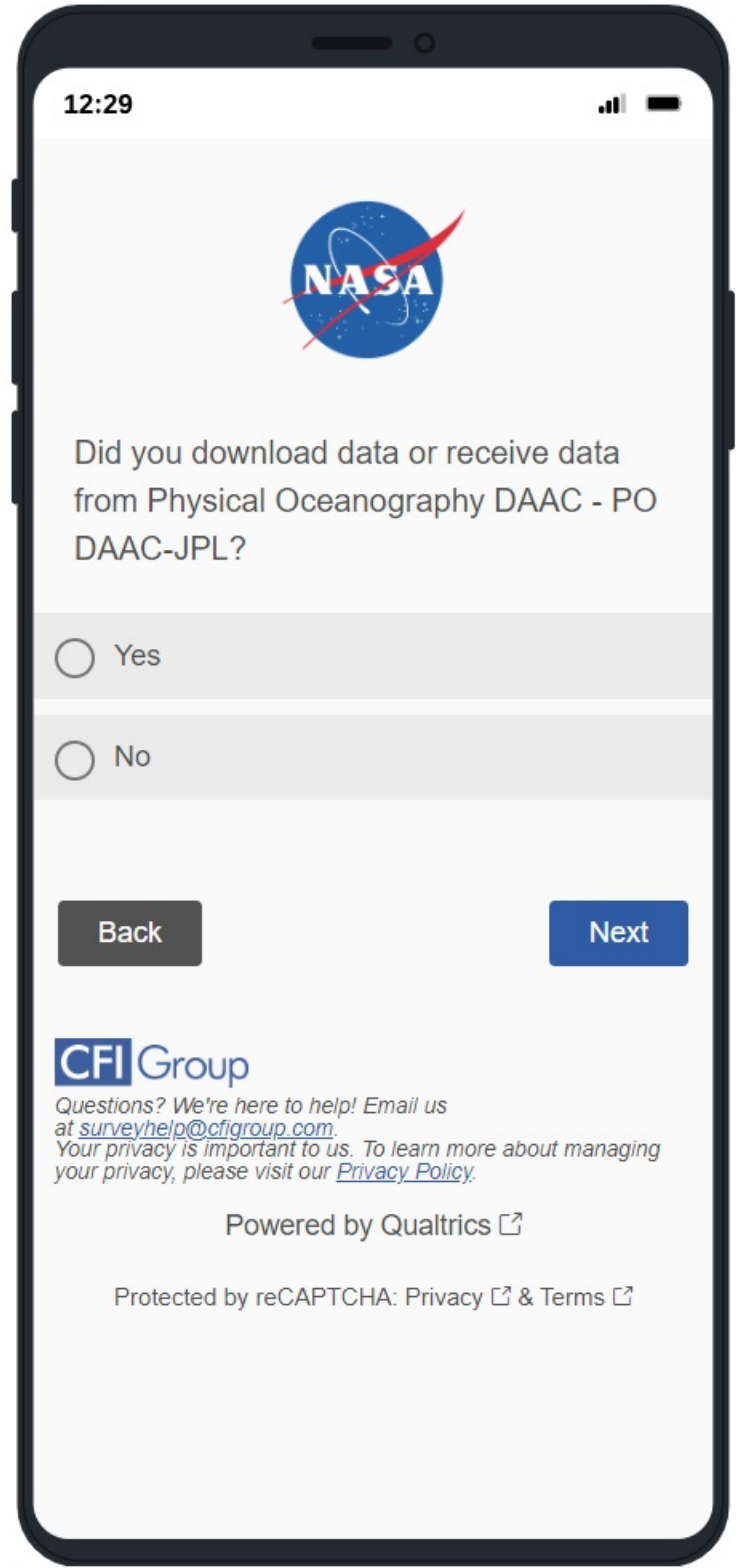 12:29
NASA
Did you download data or receive data
from Physical Oceanography DAAC - PO
DAAC-JPL?
Yes
No
Back
Next
CFI Group
Questions? We're here to help! Email us
at surveyhelp@cfigroup.com.
Your privacy is important to us. To learn more about managing
your privacy, please visit our Privacy Policy.
Powered by Qualtrics
Protected by reCAPTCHA: Privacy & Terms